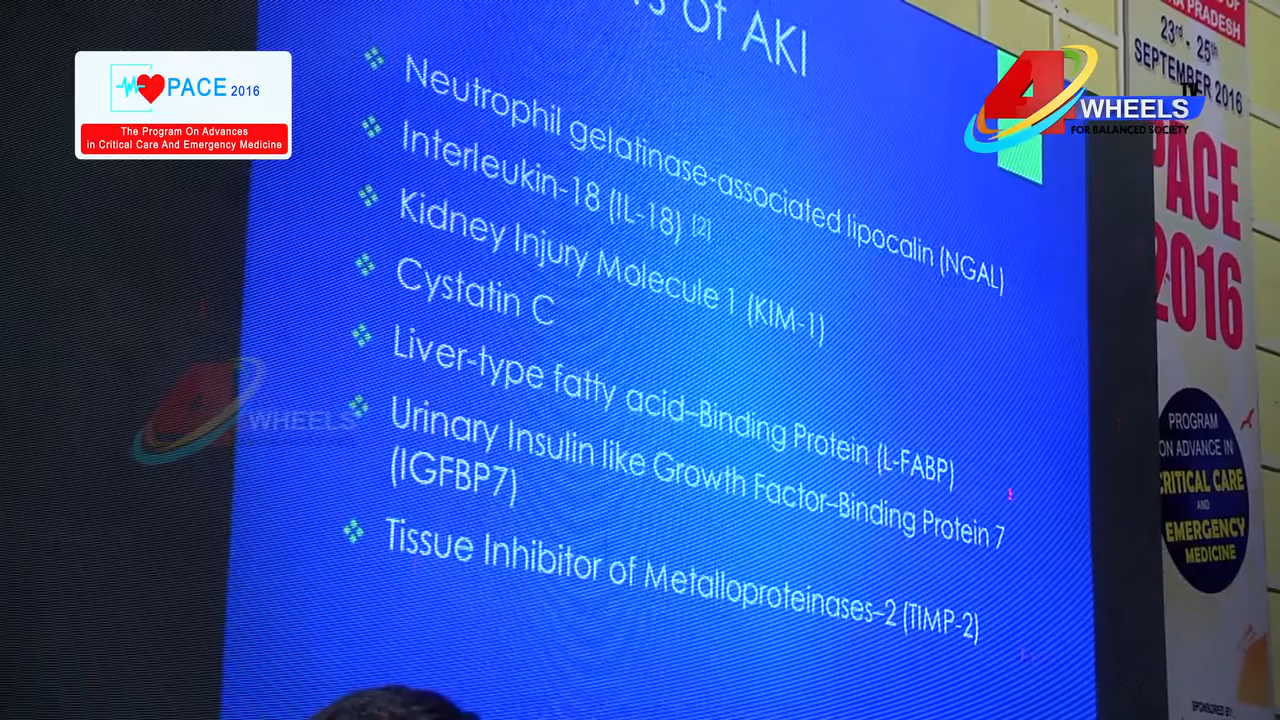 of AKI
Neutrophil gelatinase-associated lipocalin (NGAL)
Interleukin-18 (IL-18) [2]
Kidney Injury Molecule 1 (KIM-1)
Cystatin C
Liver-type fatty acid–Binding Protein (L-FABP)
Urinary Insulin like Growth Factor–Binding Protein 7
(IGFBP7)
Tissue Inhibitor of Metalloproteinases–2 (TIMP-2)
PACE 2016
The Program On Advances
in Critical Care And Emergency Medicine
4 WHEELS TV
FOR BALANCED SOCIETY
4 WHEELS
PRADESH
23rd - 25th
SEPTEMBER 2016
PACE
2016
PROGRAM
ON ADVANCE IN
CRITICAL CARE
AND
EMERGENCY
MEDICINE
SPONSORED BY